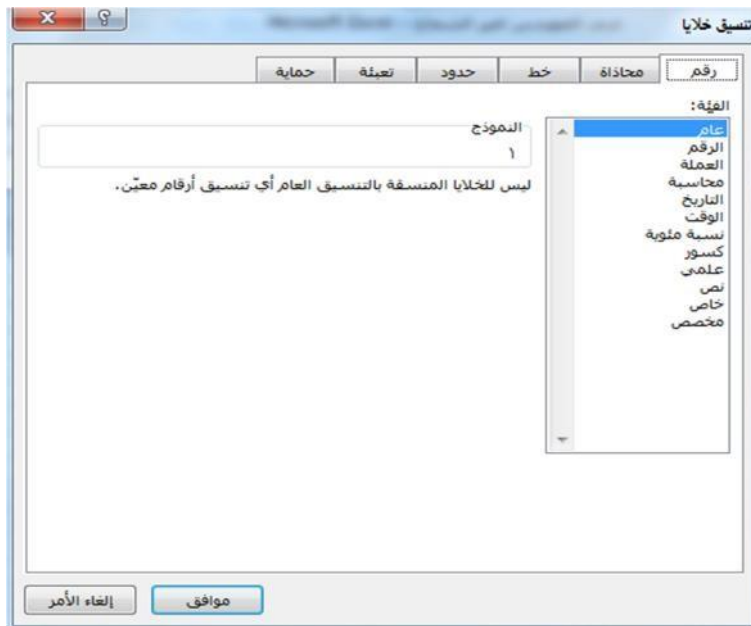 تنسيق خلايا
رقم محاذاة خط حدود تعبئة حماية
الفئة:
عام
الرقم
العملة
محاسبة
التاريخ
الوقت
نسبة مئوية
كسور
علمي
نص
خاص
مخصص
النموذج
١
ليس للخلايا المنسقة بالتنسيق العام أي تنسيق أرقام معيّن.
موافق إلغاء الأمر